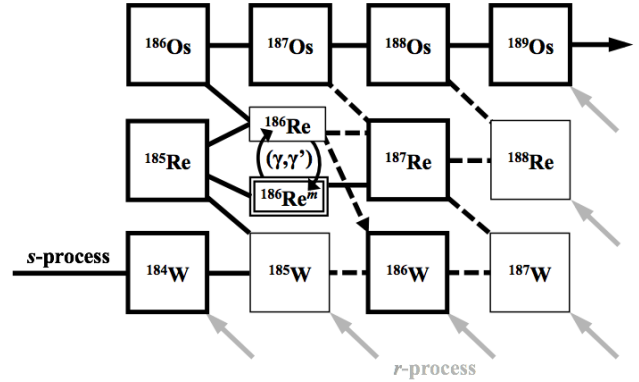 ¹⁸⁶Os ¹⁸⁷Os ¹⁸⁸Os ¹⁸⁹Os
¹⁸⁶Re
¹⁸⁵Re (γ,γ’) ¹⁸⁷Re ¹⁸⁸Re
¹⁸⁶Reᵐ
s-process ¹⁸⁴W ¹⁸⁵W ¹⁸⁶W ¹⁸⁷W
r-process